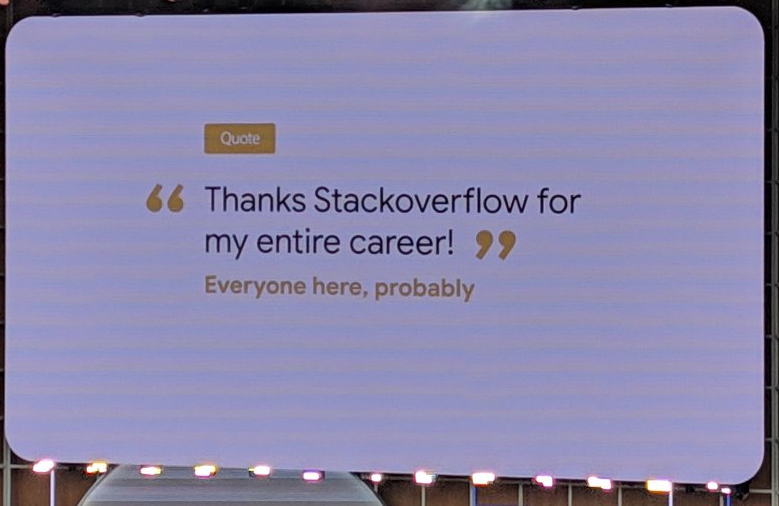 Quote
“ Thanks Stackoverflow for
my entire career! ”
Everyone here, probably